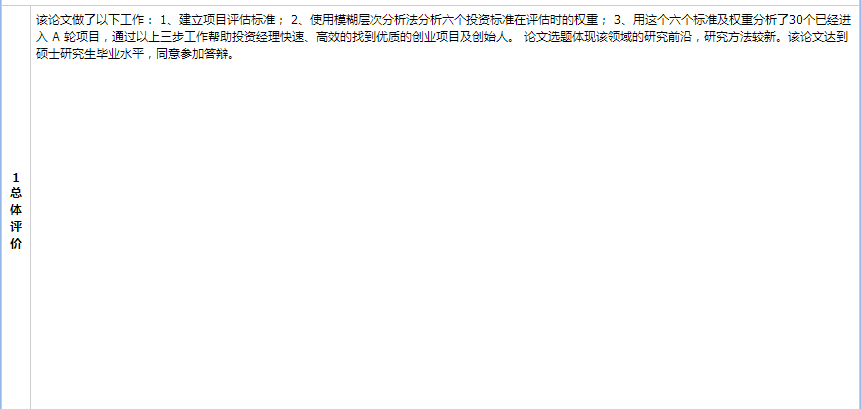 该论文做了以下工作： 1、建立项目评估标准； 2、使用模糊层次分析法分析六个投资标准在评估时的权重； 3、用这个六个标准及权重分析了30个已经进
入 A 轮项目，通过以上三步工作帮助投资经理快速、高效的找到优质的创业项目及创始人。 论文选题体现该领域的研究前沿，研究方法较新。该论文达到
硕士研究生毕业水平，同意参加答辩。
1
总
体
评
价